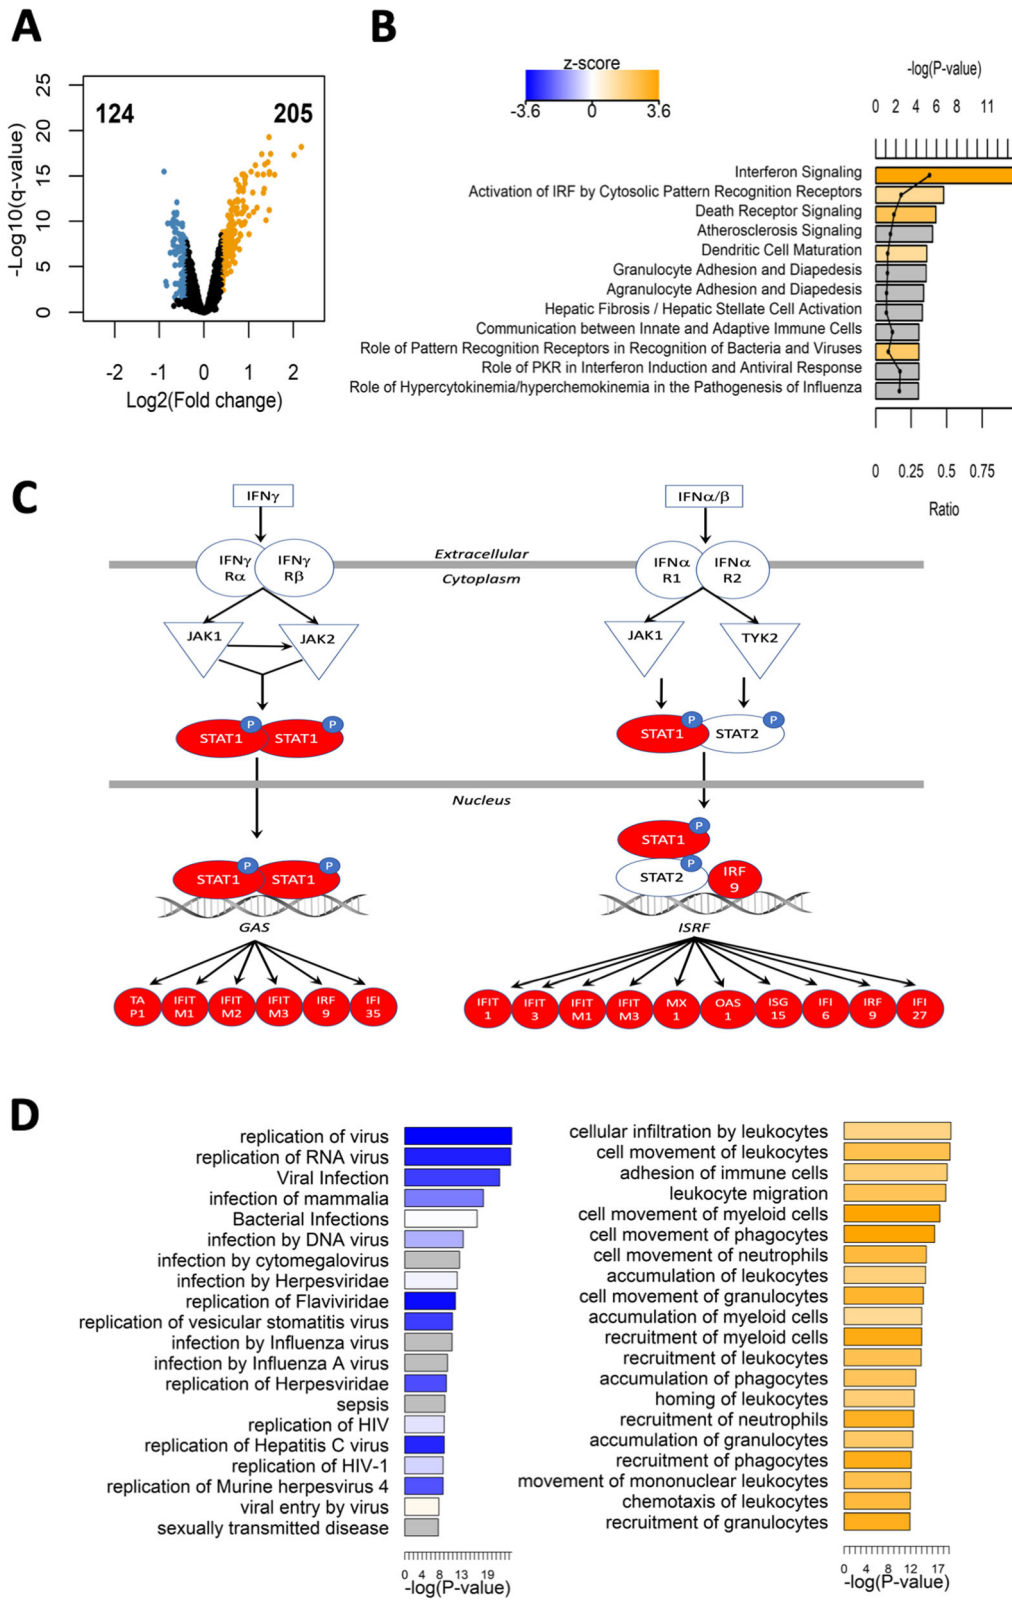 A
25
20
15
10
5
0
124
205
-Log10(q-value)
-2 -1 0 1 2
Log2(Fold change)
B
z-score
-3.6 0 3.6
-log(P-value)
0 2 4 6 8 11
Interferon Signaling
Activation of IRF by Cytosolic Pattern Recognition Receptors
Death Receptor Signaling
Atherosclerosis Signaling
Dendritic Cell Maturation
Granulocyte Adhesion and Diapedesis
Agranulocyte Adhesion and Diapedesis
Hepatic Fibrosis / Hepatic Stellate Cell Activation
Communication between Innate and Adaptive Immune Cells
Role of Pattern Recognition Receptors in Recognition of Bacteria and Viruses
Role of PKR in Interferon Induction and Antiviral Response
Role of Hypercytokinemia/hyperchemokinemia in the Pathogenesis of Influenza
0 0.25 0.5 0.75
Ratio
C
IFNγ
IFNα/β
Extracellular
Cytoplasm
IFNγ
Rα
IFNγ
Rβ
IFNα
R1
IFNα
R2
JAK1
JAK2
JAK1
TYK2
P
P
P
P
STAT1
STAT1
STAT1
STAT2
Nucleus
P
STAT1
P
P
P
STAT1
STAT1
STAT2
IRF
9
GAS
ISRF
TA
P1
IFIT
M1
IFIT
M2
IFIT
M3
IRF
9
IFI
35
IFIT
1
IFIT
3
IFIT
M1
IFIT
M3
MX
1
OAS
1
ISG
15
IFI
6
IRF
9
IFI
27
D
replication of virus
replication of RNA virus
Viral Infection
infection of mammalia
Bacterial Infections
infection by DNA virus
infection by cytomegalovirus
infection by Herpesviridae
replication of Flaviviridae
replication of vesicular stomatitis virus
infection by Influenza virus
infection by Influenza A virus
replication of Herpesviridae
sepsis
replication of HIV
replication of Hepatitis C virus
replication of HIV-1
replication of Murine herpesvirus 4
viral entry by virus
sexually transmitted disease
0 4 8 13 19
-log(P-value)
cellular infiltration by leukocytes
cell movement of leukocytes
adhesion of immune cells
leukocyte migration
cell movement of myeloid cells
cell movement of phagocytes
cell movement of neutrophils
accumulation of leukocytes
cell movement of granulocytes
accumulation of myeloid cells
recruitment of myeloid cells
recruitment of leukocytes
accumulation of phagocytes
homing of leukocytes
recruitment of neutrophils
accumulation of granulocytes
recruitment of phagocytes
movement of mononuclear leukocytes
chemotaxis of leukocytes
recruitment of granulocytes
0 4 8 12 17
-log(P-value)